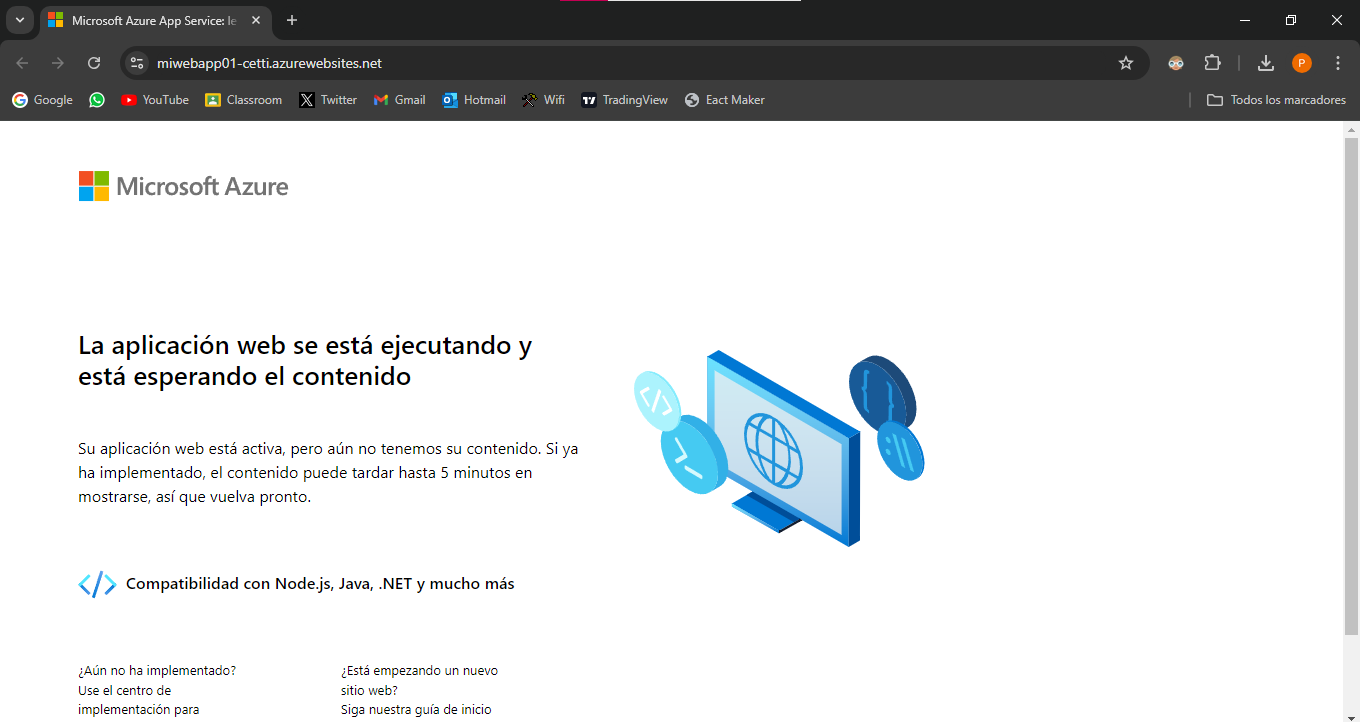 Microsoft Azure App Service: le
miwebapp01-cetti.azurewebsites.net
P
Google
YouTube
Classroom
Twitter
Gmail
Hotmail
Wifi
TradingView
Eact Maker
Todos los marcadores
Microsoft Azure
La aplicación web se está ejecutando y
está esperando el contenido
Su aplicación web está activa, pero aún no tenemos su contenido. Si ya
ha implementado, el contenido puede tardar hasta 5 minutos en
mostrarse, así que vuelva pronto.
Compatibilidad con Node.js, Java, .NET y mucho más
¿Aún no ha implementado?
Use el centro de
implementación para
¿Está empezando un nuevo
sitio web?
Siga nuestra guía de inicio